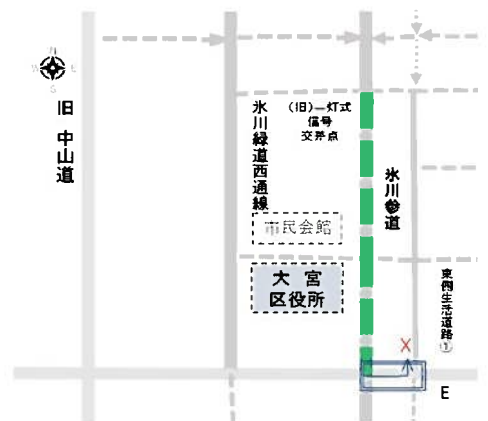 N
W
E
S
旧中山道
氷川緑道西通線
(旧)一灯式
信号
交差点
氷川参道
市民会館
大宮
区役所
東側生活道路①
X
E